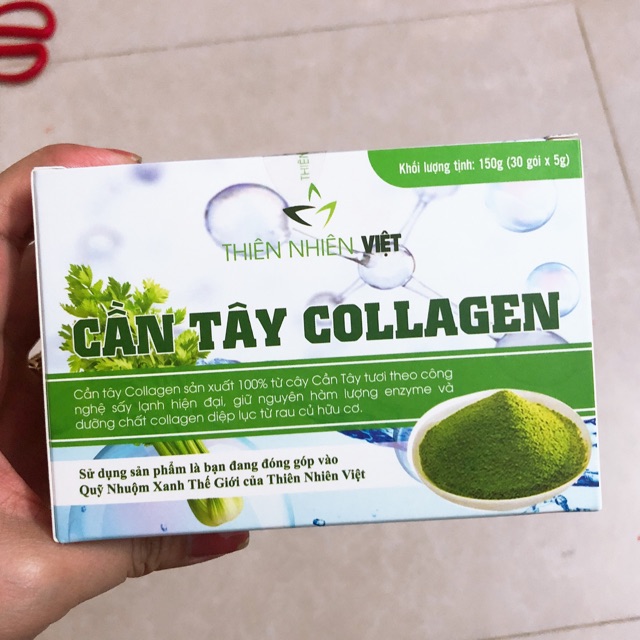 THIÊN
Khối lượng tịnh: 150g (30 gói x 5g)
THIÊN NHIÊN VIỆT
CẦN TÂY COLLAGEN
Cần tây Collagen sản xuất 100% từ cây Cần Tây tươi theo công
nghệ sấy lạnh hiện đại, giữ nguyên hàm lượng enzyme và
dưỡng chất collagen diệp lục từ rau củ hữu cơ.
Sử dụng sản phẩm là bạn đang đóng góp vào
Quỹ Nhuộm Xanh Thế Giới của Thiên Nhiên Việt